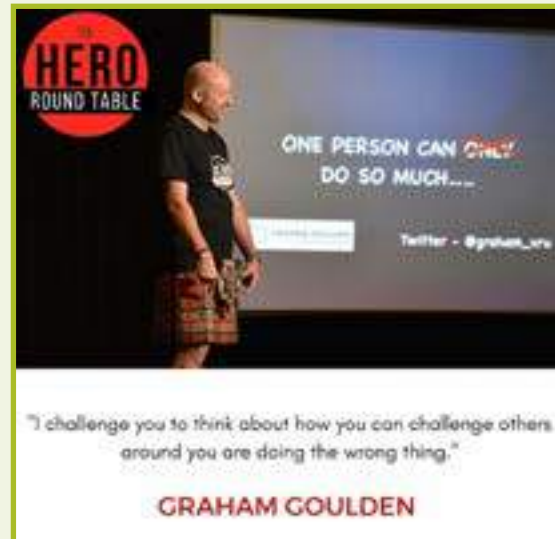 HERO
ROUND TABLE
ONE PERSON CAN ONLY
DO SO MUCH....
Twitter - @graham_vru
"I challenge you to think about how you can challenge others
around you are doing the wrong thing."
GRAHAM GOULDEN